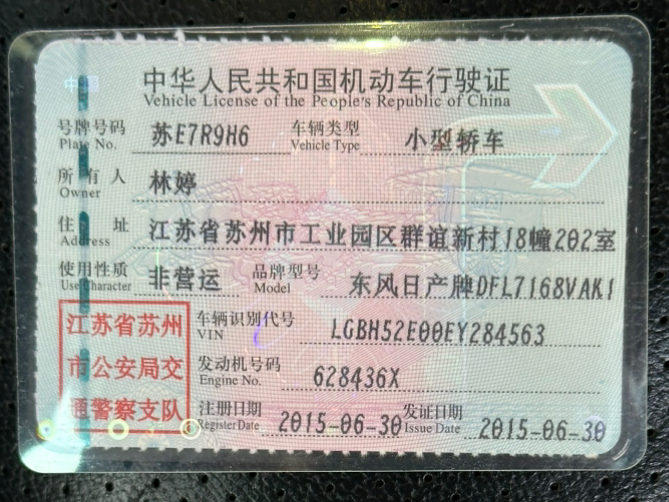 中华人民共和国机动车行驶证
Vehicle License of the People's Republic of China
号牌号码 苏E7R9H6 车辆类型 小型轿车
Plate No. Vehicle Type
所有人 林婷
Owner
住址 江苏省苏州市工业园区群谊新村18幢202室
Address
使用性质 非营运 品牌型号 东风日产牌DFL7168VAK1
Use Character Model
江苏省苏州
市公安局交
通警察支队
车辆识别代号 LGBH52E00EY284563
VIN
发动机号码 628436X
Engine No.
注册日期 2015-06-30 发证日期 2015-06-30
Register Date Issue Date